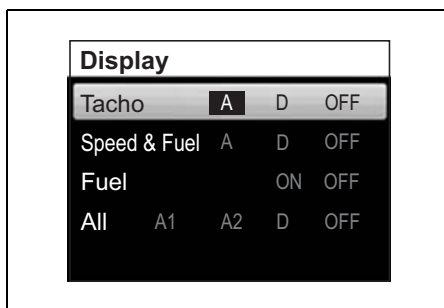 Display
Tacho A D OFF
Speed & Fuel A D OFF
Fuel ON OFF
All A1 A2 D OFF